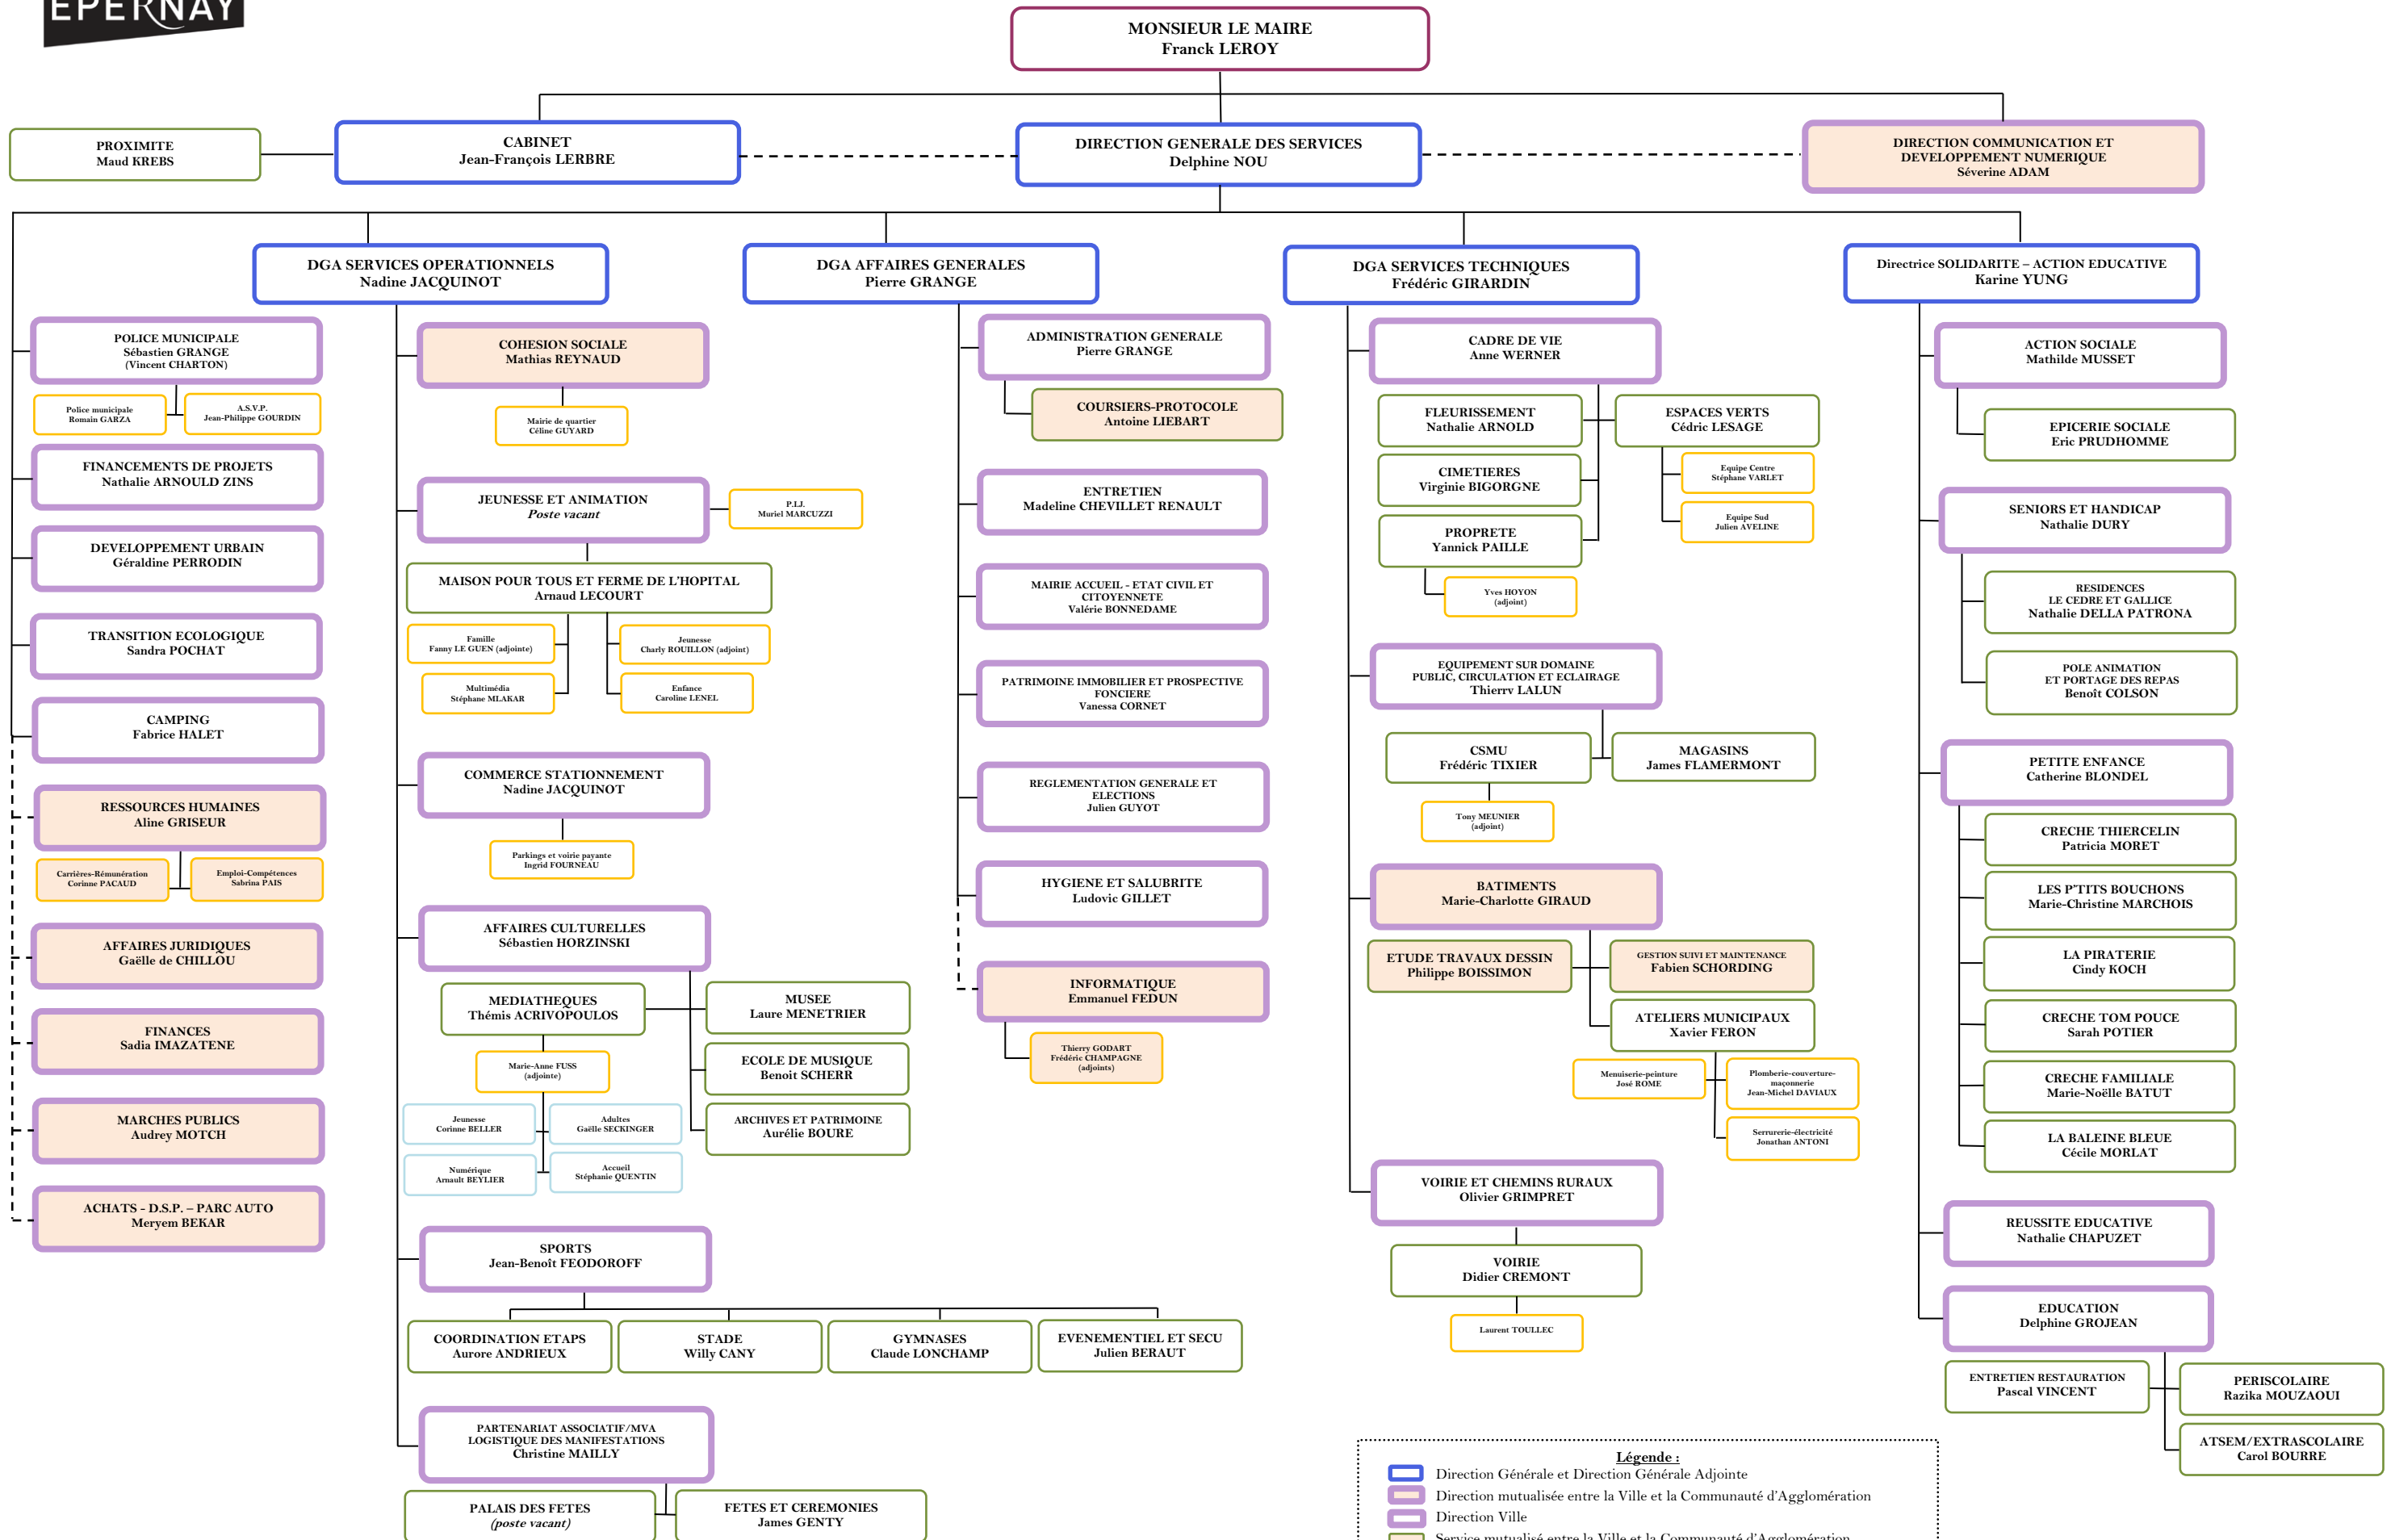 EPERNAY
MONSIEUR LE MAIRE
Franck LEROY
PROXIMITE
Maud KREBS
CABINET
Jean-François LERBRE
DIRECTION GENERALE DES SERVICES
Delphine NOU
DIRECTION COMMUNICATION ET
DEVELOPPEMENT NUMERIQUE
Séverine ADAM
DGA SERVICES OPERATIONNELS
Nadine JACQUINOT
DGA AFFAIRES GENERALES
Pierre GRANGE
DGA SERVICES TECHNIQUES
Frédéric GIRARDIN
Directrice SOLIDARITE – ACTION EDUCATIVE
Karine YUNG
POLICE MUNICIPALE
Sébastien GRANGE
(Vincent CHARTON)
Police municipale
Romain GARZA
A.S.V.P.
Jean-Philippe GOURDIN
FINANCEMENTS DE PROJETS
Nathalie ARNOULD ZINS
DEVELOPPEMENT URBAIN
Géraldine PERRODIN
TRANSITION ECOLOGIQUE
Sandra POCHAT
CAMPING
Fabrice HALET
RESSOURCES HUMAINES
Aline GRISEUR
Carrières-Rémunération
Corinne PACAUD
Emploi-Compétences
Sabrina PAIS
AFFAIRES JURIDIQUES
Gaëlle de CHILLOU
FINANCES
Sadia IMAZATENE
MARCHES PUBLICS
Audrey MOTCH
ACHATS - D.S.P. – PARC AUTO
Meryem BEKAR
COHESION SOCIALE
Mathias REYNAUD
Mairie de quartier
Céline GUYARD
JEUNESSE ET ANIMATION
Poste vacant
P.I.J.
Muriel MARCUZZI
MAISON POUR TOUS ET FERME DE L'HOPITAL
Arnaud LECOURT
Famille
Fanny LE GUEN (adjointe)
Jeunesse
Charly ROUILLON (adjoint)
Multimédia
Stéphane MLAKAR
Enfance
Caroline LENEL
COMMERCE STATIONNEMENT
Nadine JACQUINOT
Parkings et voirie payante
Ingrid FOURNEAU
AFFAIRES CULTURELLES
Sébastien HORZINSKI
MEDIATHEQUES
Thémis ACRIVOPOULOS
MUSEE
Laure MENETRIER
Marie-Anne FUSS
(adjointe)
ECOLE DE MUSIQUE
Benoit SCHERR
Jeunesse
Corinne BELLER
Adultes
Gaëlle SECKINGER
ARCHIVES ET PATRIMOINE
Aurélie BOURE
Numérique
Arnault BEYLIER
Accueil
Stéphanie QUENTIN
SPORTS
Jean-Benoît FEODOROFF
COORDINATION ETAPS
Aurore ANDRIEUX
STADE
Willy CANY
GYMNASES
Claude LONCHAMP
EVENEMENTIEL ET SECU
Julien BERAUT
PARTENARIAT ASSOCIATIF/MVA
LOGISTIQUE DES MANIFESTATIONS
Christine MAILLY
PALAIS DES FETES
(poste vacant)
FETES ET CEREMONIES
James GENTY
ADMINISTRATION GENERALE
Pierre GRANGE
COURSIERS-PROTOCOLE
Antoine LIEBART
ENTRETIEN
Madeline CHEVILLET RENAULT
MAIRIE ACCUEIL - ETAT CIVIL ET
CITOYENNETE
Valérie BONNEDAME
PATRIMOINE IMMOBILIER ET PROSPECTIVE
FONCIERE
Vanessa CORNET
REGLEMENTATION GENERALE ET
ELECTIONS
Julien GUYOT
HYGIENE ET SALUBRITE
Ludovic GILLET
INFORMATIQUE
Emmanuel FEDUN
Thierry GODART
Frédéric CHAMPAGNE
(adjoints)
CADRE DE VIE
Anne WERNER
FLEURISSEMENT
Nathalie ARNOLD
ESPACES VERTS
Cédric LESAGE
CIMETIERES
Virginie BIGORGNE
Equipe Centre
Stéphane VARLET
PROPRETE
Yannick PAILLE
Equipe Sud
Julien AVELINE
Yves HOYON
(adjoint)
EQUIPEMENT SUR DOMAINE
PUBLIC, CIRCULATION ET ECLAIRAGE
Thierry LALUN
CSMU
Frédéric TIXIER
MAGASINS
James FLAMERMONT
Tony MEUNIER
(adjoint)
BATIMENTS
Marie-Charlotte GIRAUD
ETUDE TRAVAUX DESSIN
Philippe BOISSIMON
GESTION SUIVI ET MAINTENANCE
Fabien SCHORDING
ATELIERS MUNICIPAUX
Xavier FERON
Menuiserie-peinture
José ROME
Plomberie-couverture-
maçonnerie
Jean-Michel DAVIAUX
Serrurerie-électricité
Jonathan ANTONI
VOIRIE ET CHEMINS RURAUX
Olivier GRIMPRET
VOIRIE
Didier CREMONT
Laurent TOULLEC
ACTION SOCIALE
Mathilde MUSSET
EPICERIE SOCIALE
Eric PRUDHOMME
SENIORS ET HANDICAP
Nathalie DURY
RESIDENCES
LE CEDRE ET GALLICE
Nathalie DELLA PATRONA
POLE ANIMATION
ET PORTAGE DES REPAS
Benoît COLSON
PETITE ENFANCE
Catherine BLONDEL
CRECHE THIERCELIN
Patricia MORET
LES P'TITS BOUCHONS
Marie-Christine MARCHOIS
LA PIRATERIE
Cindy KOCH
CRECHE TOM POUCE
Sarah POTIER
CRECHE FAMILIALE
Marie-Noëlle BATUT
LA BALEINE BLEUE
Cécile MORLAT
REUSSITE EDUCATIVE
Nathalie CHAPUZET
EDUCATION
Delphine GROJEAN
ENTRETIEN RESTAURATION
Pascal VINCENT
PERISCOLAIRE
Razika MOUZAOUI
ATSEM/EXTRASCOLAIRE
Carol BOURRE
Légende :
Direction Générale et Direction Générale Adjointe
Direction mutualisée entre la Ville et la Communauté d'Agglomération
Direction Ville
Service mutualisé entre la Ville et la Communauté d'Agglomération